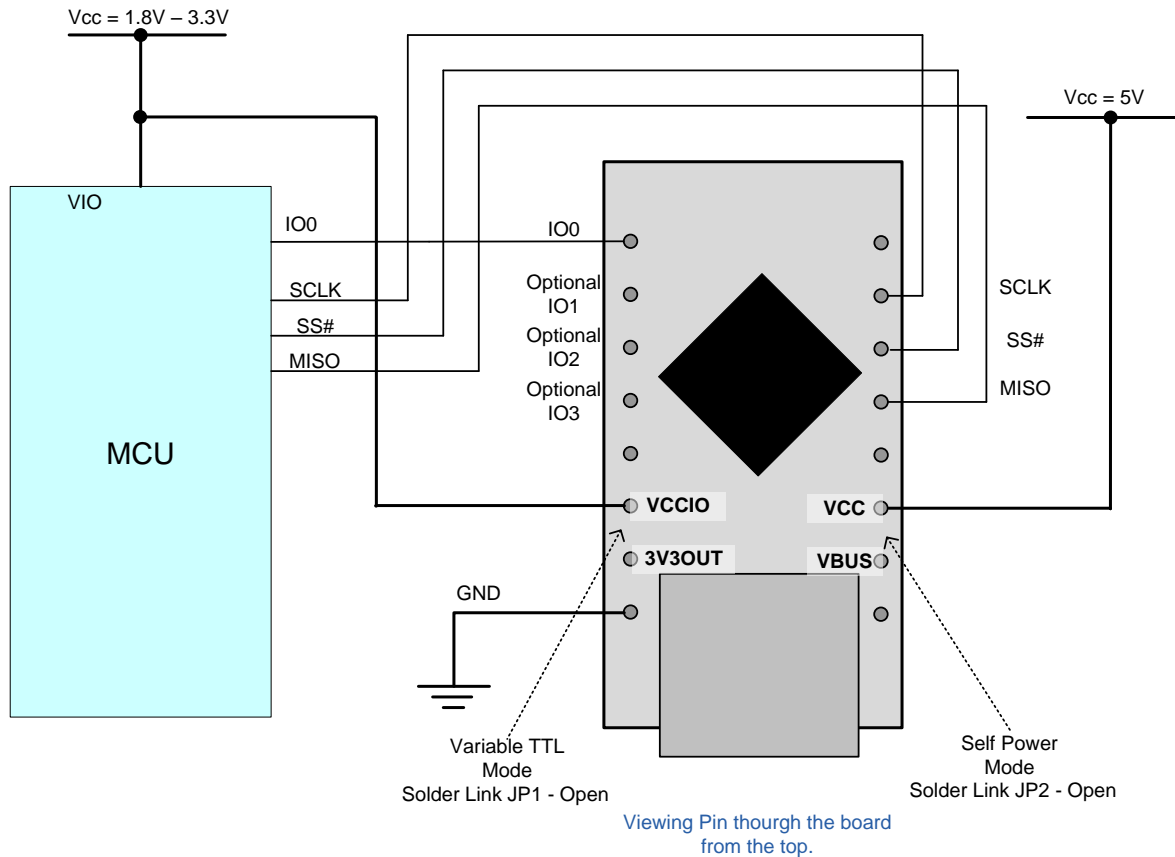 Vcc = 1.8V – 3.3V
Vcc = 5V
VIO
IO0
IO0
SCLK
Optional
IO1
SCLK
SS#
Optional
IO2
SS#
MISO
Optional
IO3
MISO
MCU
VCCIO
VCC
3V3OUT
VBUS
GND
Variable TTL
Mode
Solder Link JP1 - Open
Self Power
Mode
Solder Link JP2 - Open
Viewing Pin thourgh the board
from the top.